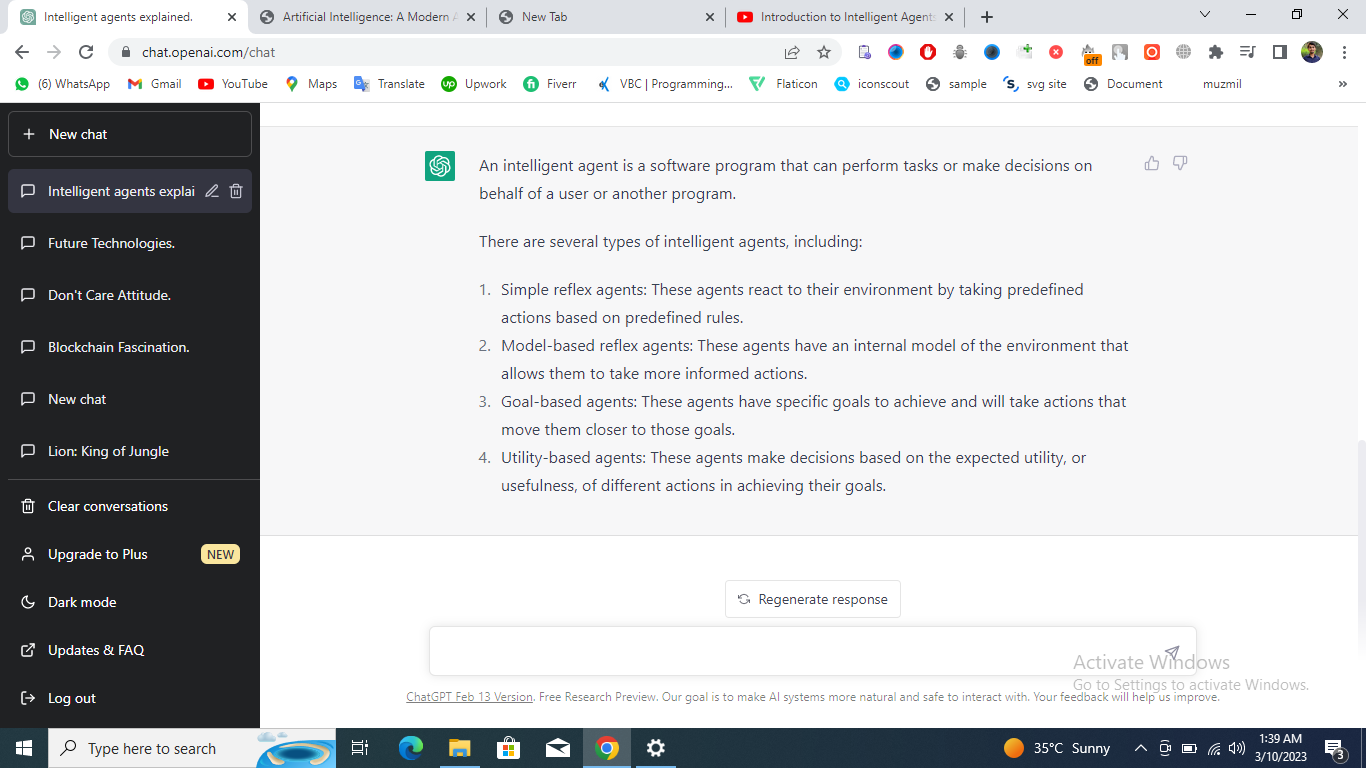 Intelligent agents explained.
Artificial Intelligence: A Modern A
New Tab
Introduction to Intelligent Agents
chat.openai.com/chat
off
(6) WhatsApp
Gmail
YouTube
Maps
Translate
up
Upwork
fi
Fiverr
VBC | Programming...
Flaticon
iconscout
sample
svg site
Document
muzmil
»
New chat
Intelligent agents explai
Future Technologies.
Don't Care Attitude.
Blockchain Fascination.
New chat
Lion: King of Jungle
Clear conversations
Upgrade to Plus NEW
Dark mode
Updates & FAQ
Log out
An intelligent agent is a software program that can perform tasks or make decisions on
behalf of a user or another program.
There are several types of intelligent agents, including:
1. Simple reflex agents: These agents react to their environment by taking predefined
actions based on predefined rules.
2. Model-based reflex agents: These agents have an internal model of the environment that
allows them to take more informed actions.
3. Goal-based agents: These agents have specific goals to achieve and will take actions that
move them closer to those goals.
4. Utility-based agents: These agents make decisions based on the expected utility, or
usefulness, of different actions in achieving their goals.
Regenerate response
Activate Windows
Go to Settings to activate Windows.
ChatGPT Feb 13 Version. Free Research Preview. Our goal is to make AI systems more natural and safe to interact with. Your feedback will help us improve.
Type here to search
35°C Sunny
1:39 AM
3/10/2023
3